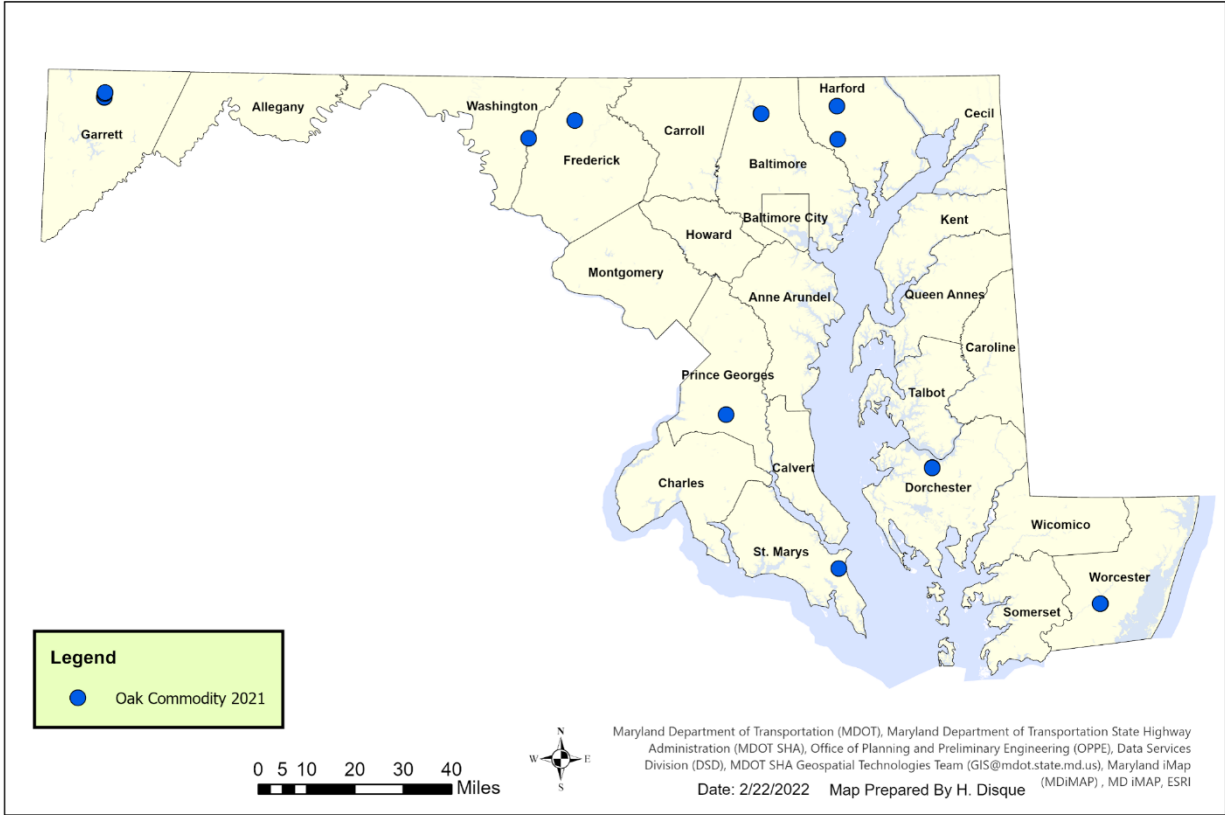 Harford
Washington
Allegany
Cecil
Garrett
Carroll
Frederick
Baltimore
Baltimore City
Kent
Howard
Montgomery
Queen Annes
Anne Arundel
Caroline
Prince Georges
Talbot
Calvert
Charles
Dorchester
Wicomico
St. Marys
Worcester
Somerset
Legend
Oak Commodity 2021
0 5 10 20 30 40
Miles
N
W E
S
Maryland Department of Transportation (MDOT), Maryland Department of Transportation State Highway
Administration (MDOT SHA), Office of Planning and Preliminary Engineering (OPPE), Data Services
Division (DSD), MDOT SHA Geospatial Technologies Team (GIS@mdot.state.md.us), Maryland iMap
(MDiMAP) , MD iMAP, ESRI
Date: 2/22/2022 Map Prepared By H. Disque